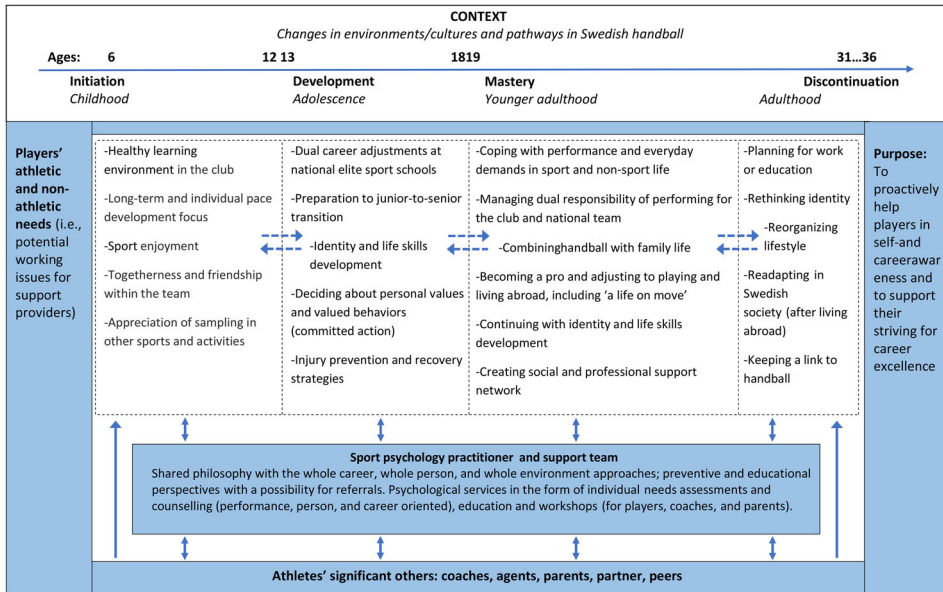 CONTEXT
Changes in environments/cultures and pathways in Swedish handball
Ages: 6 12 13 1819 31...36
Initiation Development Mastery Discontinuation
Childhood Adolescence Younger adulthood Adulthood
Players'
athletic
and non-
athletic
needs (i.e.,
potential
working
issues for
support
providers)
-Healthy learning
environment in the club
-Long-term and individual pace
development focus
-Sport enjoyment
-Togetherness and friendship
within the team
-Appreciation of sampling in
other sports and activities
-Dual career adjustments at
national elite sport schools
-Preparation to junior-to-senior
transition
-Identity and life skills
development
-Deciding about personal values
and valued behaviors
(committed action)
-Injury prevention and recovery
strategies
-Coping with performance and everyday
demands in sport and non-sport life
-Managing dual responsibility of performing for
the club and national team
-Combininghandball with family life
-Becoming a pro and adjusting to playing and
living abroad, including 'a life on move'
-Continuing with identity and life skills
development
-Creating social and professional support
network
-Planning for work
or education
-Rethinking identity
-Reorganizing
lifestyle
-Readapting in
Swedish
society (after living
abroad)
-Keeping a link to
handball
Purpose:
To
proactively
help
players in
self-and
careerawar
eness and
to support
their
striving for
career
excellence
Sport psychology practitioner and support team
Shared philosophy with the whole career, whole person, and whole environment approaches; preventive and educational
perspectives with a possibility for referrals. Psychological services in the form of individual needs assessments and
counselling (performance, person, and career oriented), education and workshops (for players, coaches, and parents).
Athletes' significant others: coaches, agents, parents, partner, peers